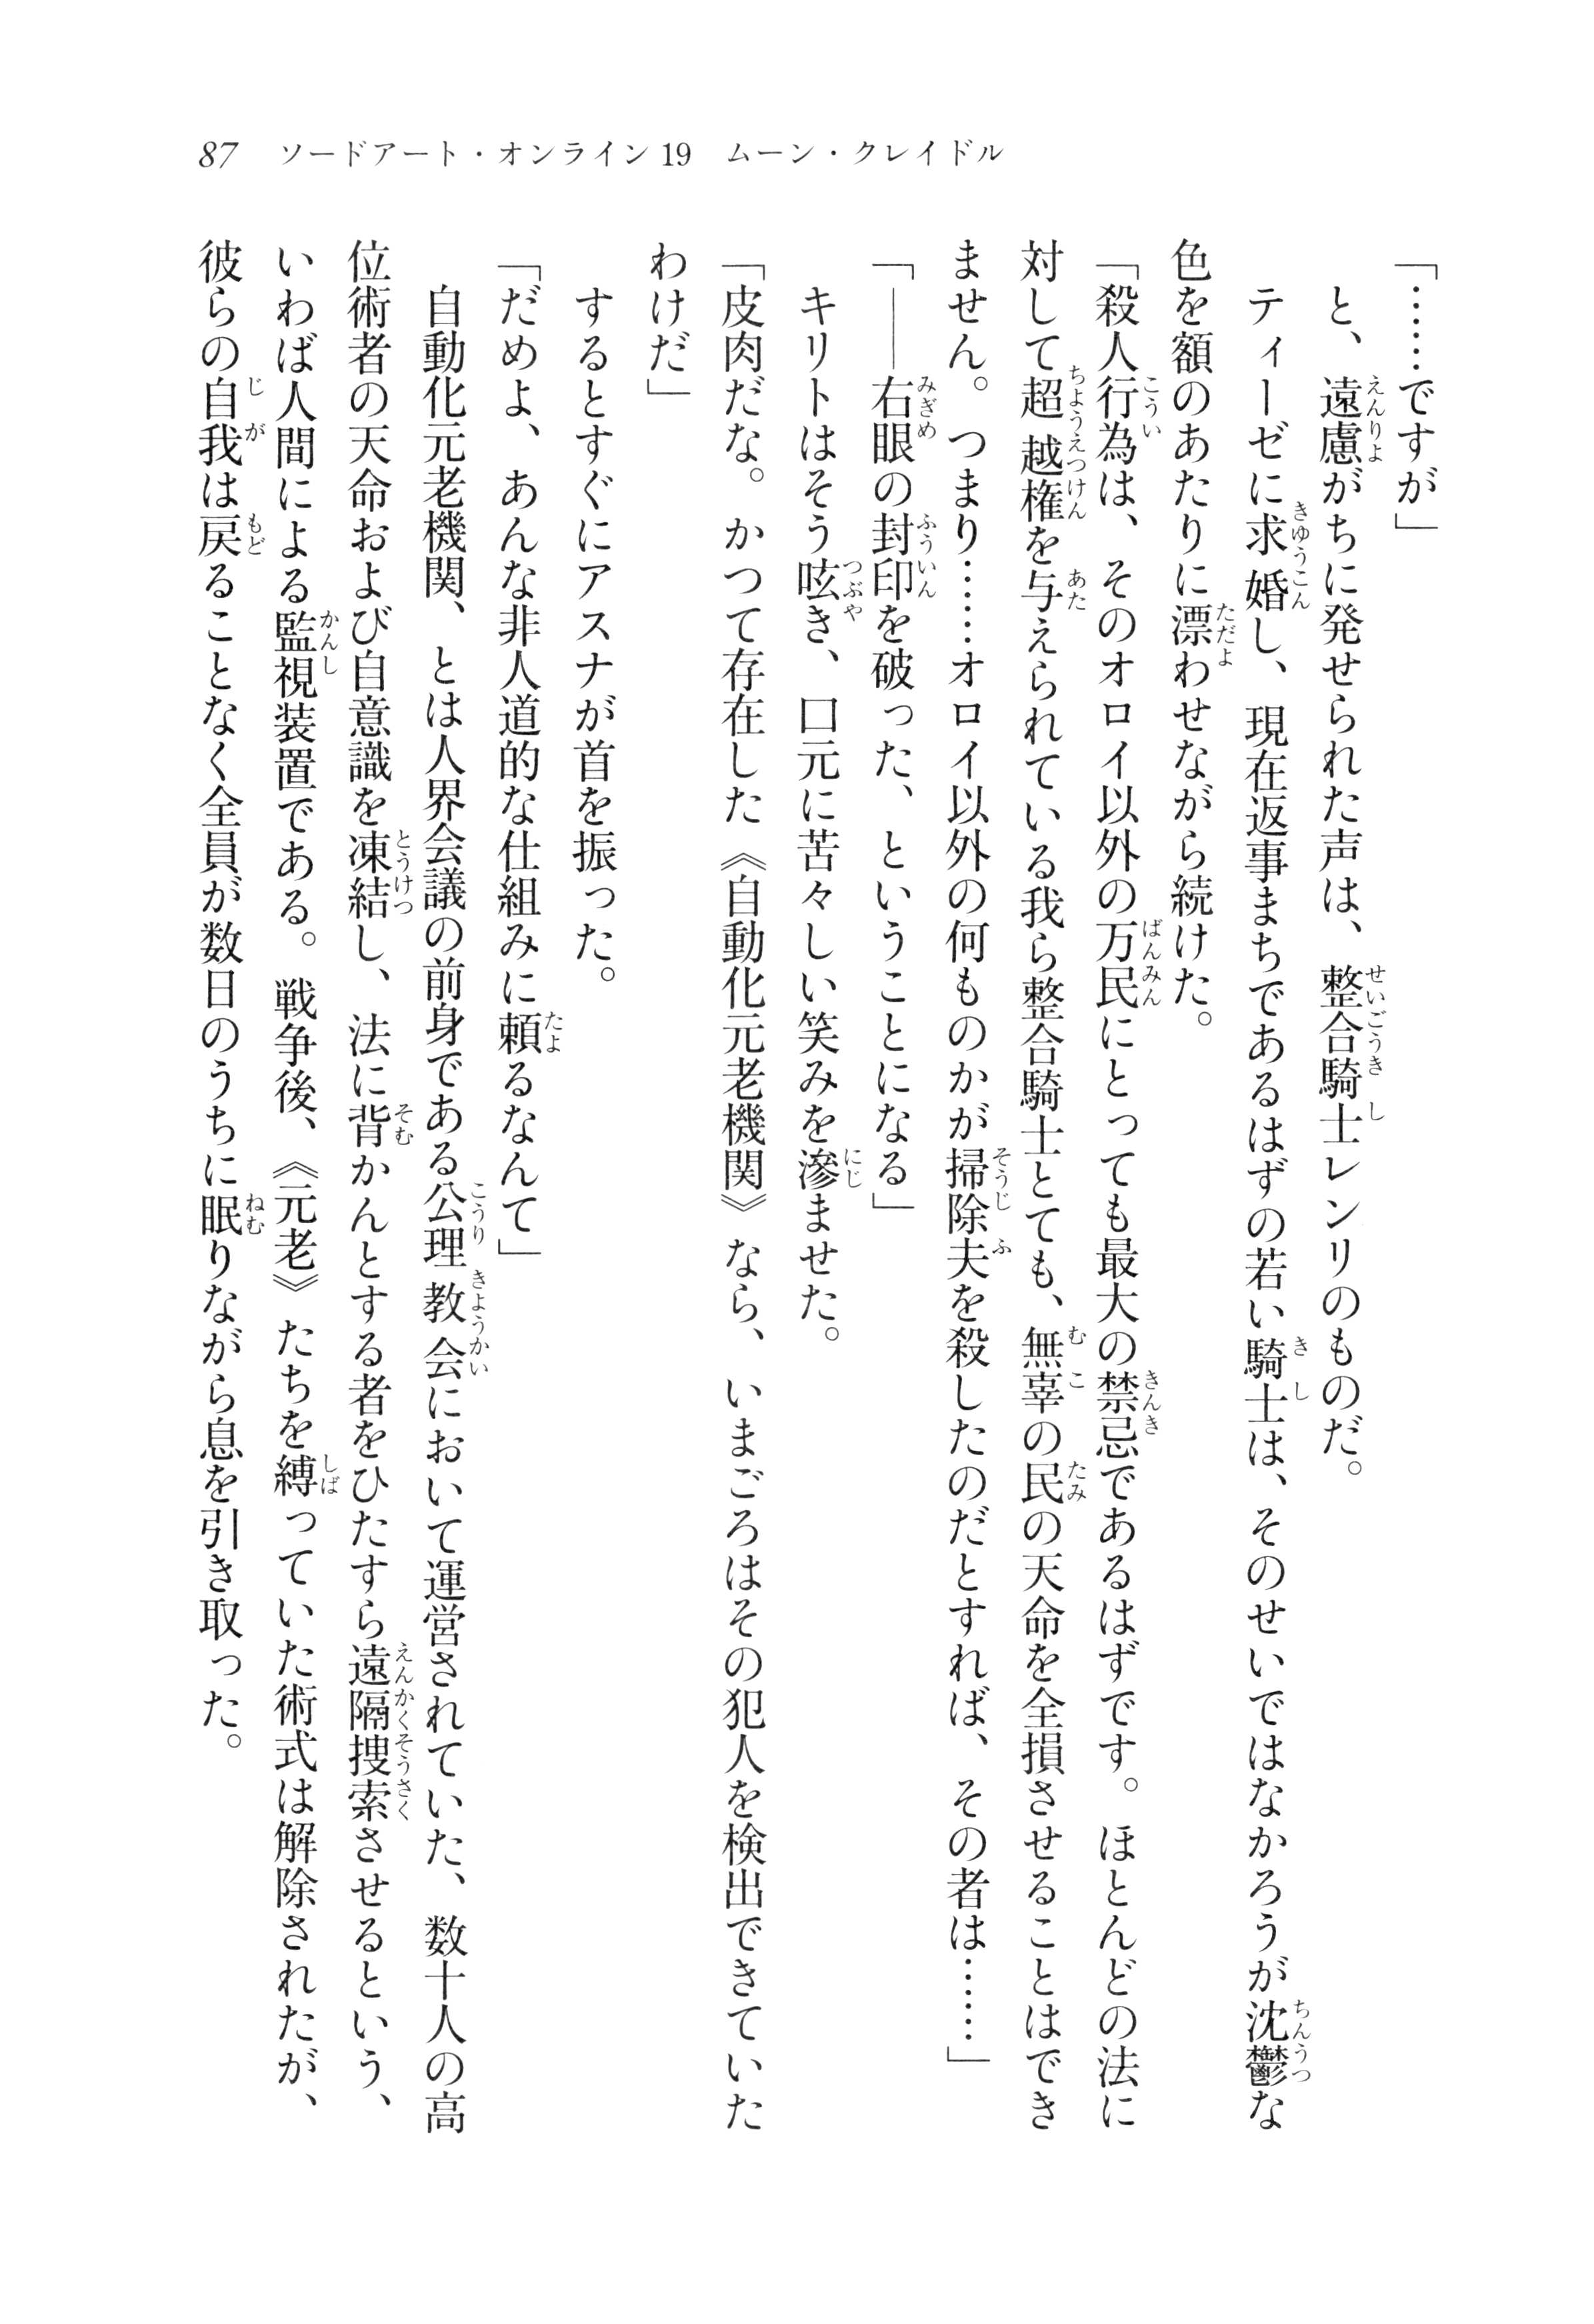 87　ソードアート・オンライン19　ムーン・クレイドル
「……ですが」
　と、遠慮がちに発せられた声は、整合騎士レンリのものだ。
　ティーゼに求婚し、現在返事まちであるはずの若い騎士は、そのせいではなかろうが沈鬱な
色を額のあたりに漂わせながら続けた。
「殺人行為は、そのオロイ以外の万民にとっても最大の禁忌であるはずです。ほとんどの法に
対して超越権を与えられている我ら整合騎士とても、無辜の民の天命を全損させることはでき
ません。つまり……オロイ以外の何ものかが掃除夫を殺したのだとすれば、その者は……」
「――右眼の封印を破った、ということになる」
　キリトはそう呟き、口元に苦々しい笑みを滲ませた。
「皮肉だな。かつて存在した《自動化元老機関》なら、いまごろはその犯人を検出できていた
わけだ」
　するとすぐにアスナが首を振った。
「だめよ、あんな非人道的な仕組みに頼るなんて」
　自動化元老機関、とは人界会議の前身である公理教会において運営されていた、数十人の高
位術者の天命および自意識を凍結し、法に背かんとする者をひたすら遠隔捜索させるという、
いわば人間による監視装置である。戦争後、《元老》たちを縛っていた術式は解除されたが、
彼らの自我は戻ることなく全員が数日のうちに眠りながら息を引き取った。